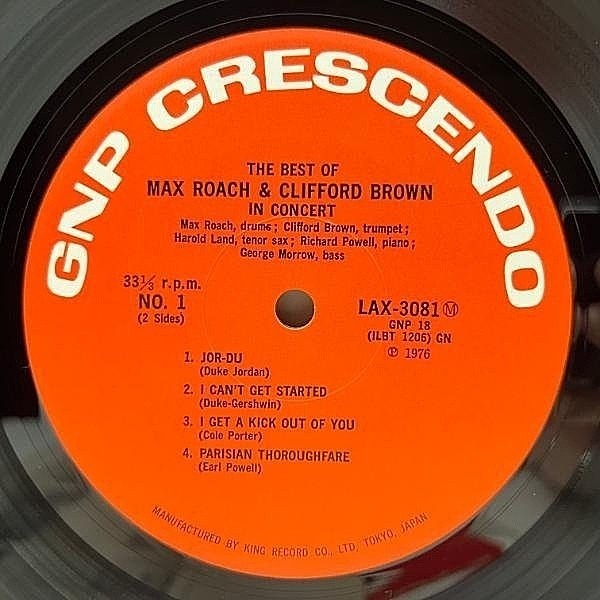 GNP CRESCENDO
THE BEST OF
MAX ROACH & CLIFFORD BROWN
IN CONCERT
Max Roach, drums; Clifford Brown, trumpet;
Harold Land, tenor sax; Richard Powell, piano;
George Morrow, bass
33 1/3 r.p.m.
NO. 1
(2 Sides)
LAX-3081 Ⓜ
GNP 18
(ILBT 1206) GN
℗ 1976
1. JOR-DU
(Duke Jordan)
2. I CAN'T GET STARTED
(Duke-Gershwin)
3. I GET A KICK OUT OF YOU
(Cole Porter)
4. PARISIAN THOROUGHFARE
(Earl Powell)
MANUFACTURED BY KING RECORD CO., LTD, TOKYO, JAPAN